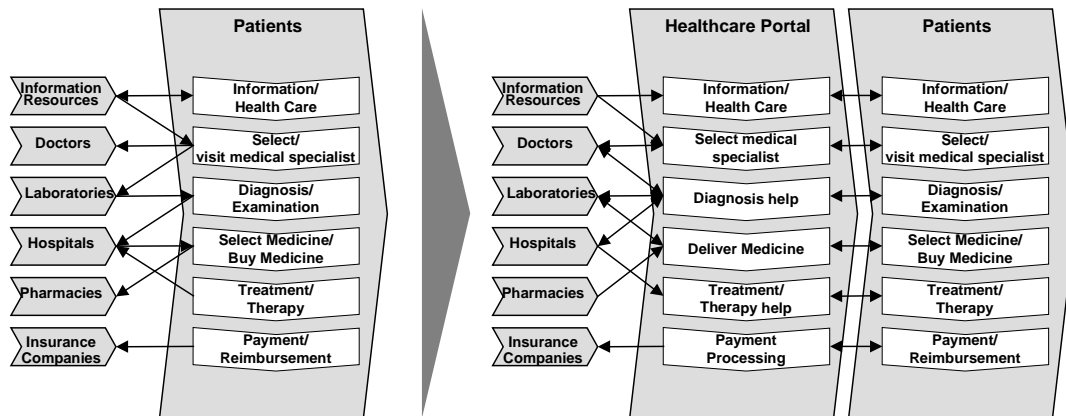 Patients
Information
Resources
Doctors
Laboratories
Hospitals
Pharmacies
Insurance
Companies
Information/
Health Care
Select/
visit medical specialist
Diagnosis/
Examination
Select Medicine/
Buy Medicine
Treatment/
Therapy
Payment/
Reimbursement
Healthcare Portal
Patients
Information
Resources
Doctors
Laboratories
Hospitals
Pharmacies
Insurance
Companies
Information/
Health Care
Select medical
specialist
Diagnosis help
Deliver Medicine
Treatment/
Therapy help
Payment
Processing
Information/
Health Care
Select/
visit medical specialist
Diagnosis/
Examination
Select Medicine/
Buy Medicine
Treatment/
Therapy
Payment/
Reimbursement